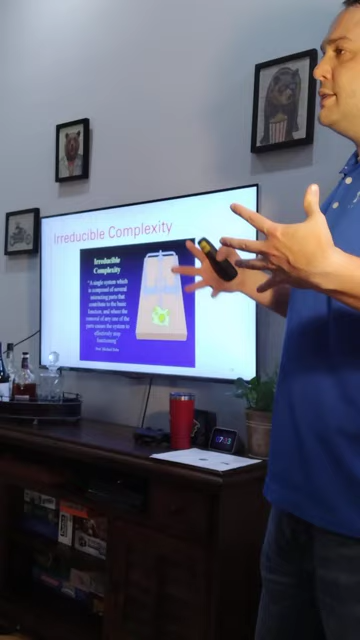 Irreducible Complexity
Irreducible
Complexity
"A single system which
is composed of several
interacting parts that
contribute to the basic
function, and where the
removal of any one of the
parts causes the system to
effectively stop
functioning"